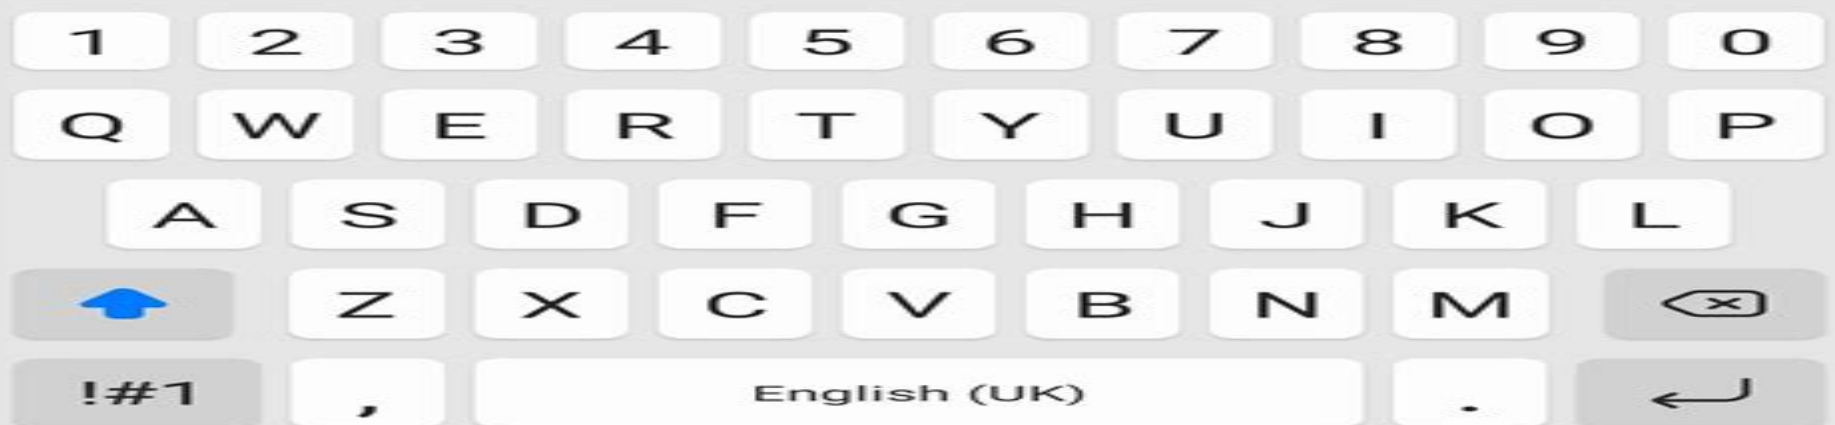 1 2 3 4 5 6 7 8 9 0
Q W E R T Y U I O P
A S D F G H J K L
Z X C V B N M
!#1 , English (UK) .